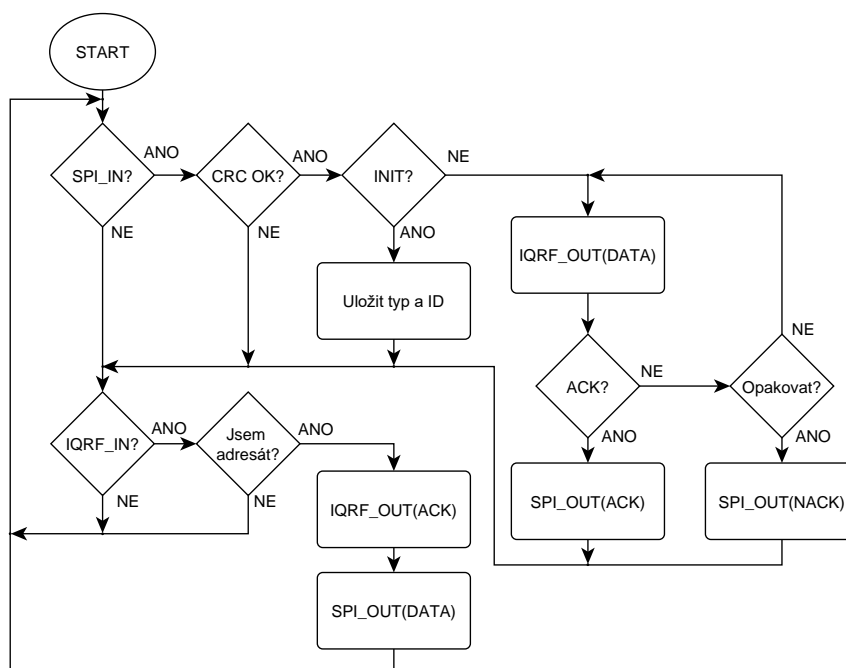 START
SPI_IN?
ANO
CRC OK?
ANO
INIT?
NE
NE
NE
ANO
Uložit typ a ID
IQRF_OUT(DATA)
NE
ACK?
NE
Opakovat?
ANO
ANO
IQRF_IN?
ANO
Jsem
adresát?
ANO
NE
NE
IQRF_OUT(ACK)
SPI_OUT(ACK)
SPI_OUT(NACK)
SPI_OUT(DATA)